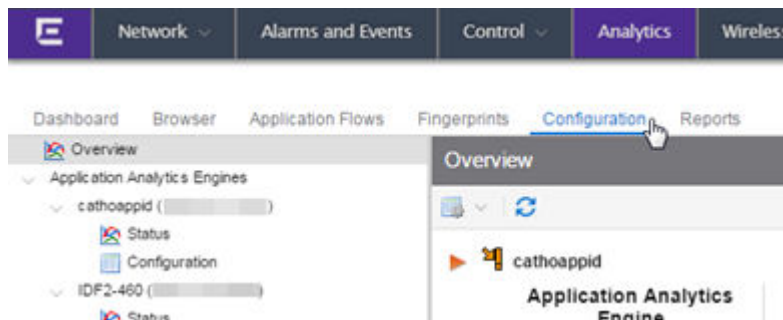 Network Alarms and Events Control Analytics Wireles
Dashboard Browser Application Flows Fingerprints Configuration Reports
Overview
Application Analytics Engines
cathoappid ( )
Status
Configuration
IDF2-460 ( )
Status
Overview
cathoappid
Application Analytics
Engine